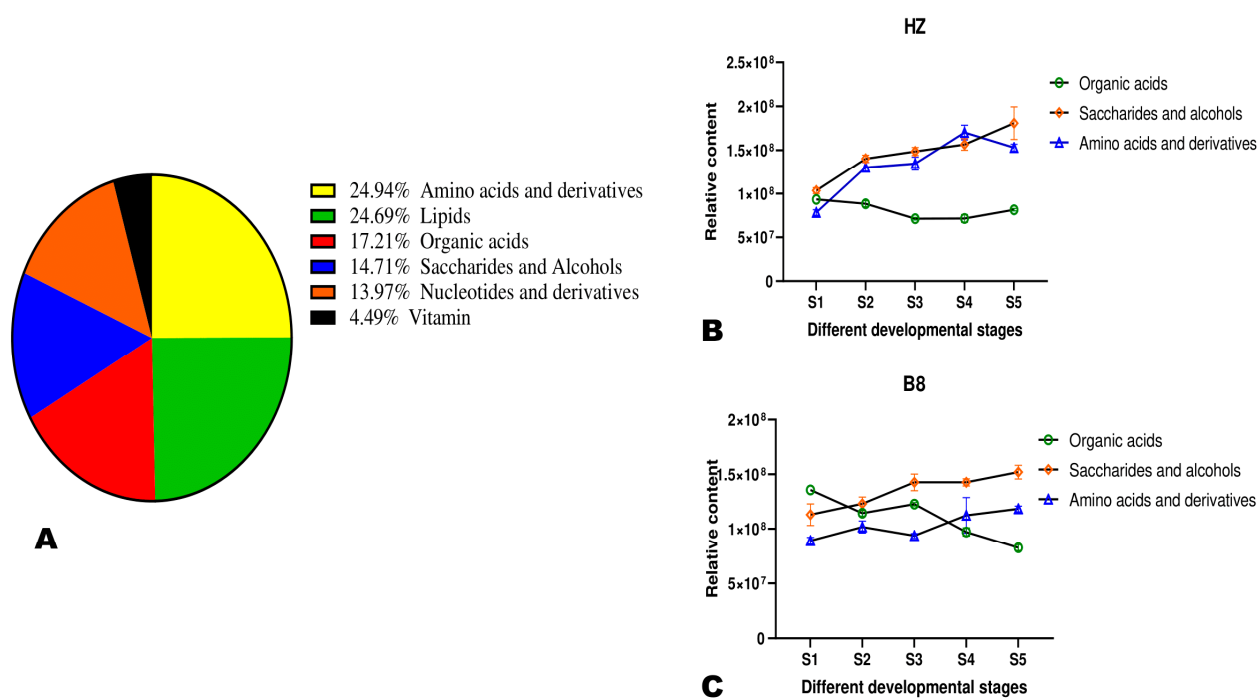 24.94% Amino acids and derivatives
24.69% Lipids
17.21% Organic acids
14.71% Saccharides and Alcohols
13.97% Nucleotides and derivatives
4.49% Vitamin
A
HZ
Relative content
2.5×10⁸
2×10⁸
1.5×10⁸
1×10⁸
5×10⁷
0
S1 S2 S3 S4 S5
Different developmental stages
Organic acids
Saccharides and alcohols
Amino acids and derivatives
B
B8
Relative content
2×10⁸
1.5×10⁸
1×10⁸
5×10⁷
0
S1 S2 S3 S4 S5
Different developmental stages
Organic acids
Saccharides and alcohols
Amino acids and derivatives
C